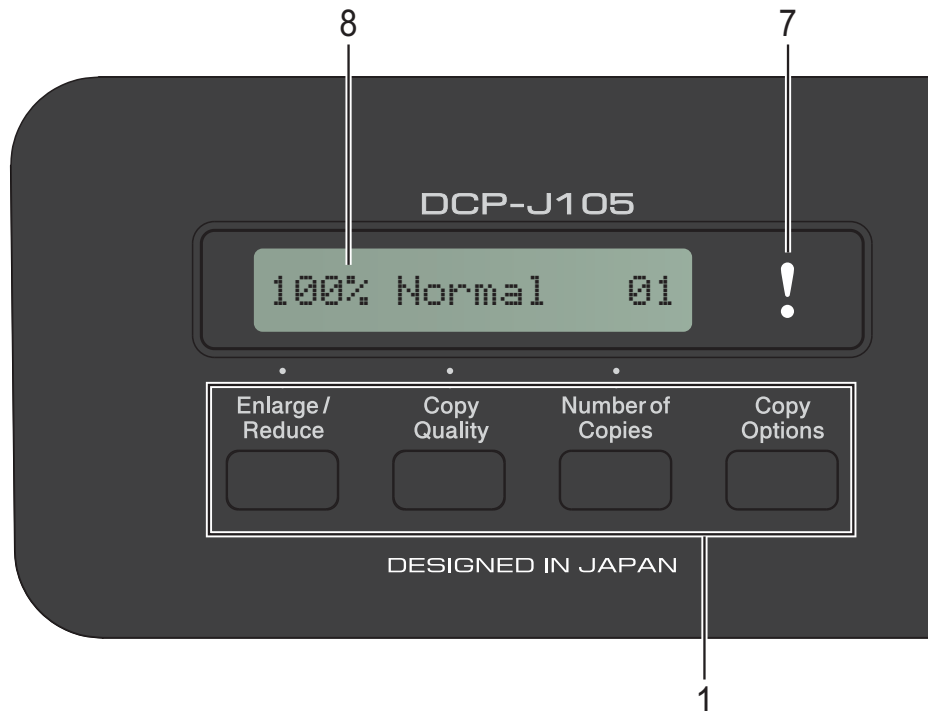 8 7
DCP-J105
100% Normal 01 !
Enlarge / Reduce
Copy Quality
Number of Copies
Copy Options
DESIGNED IN JAPAN
1